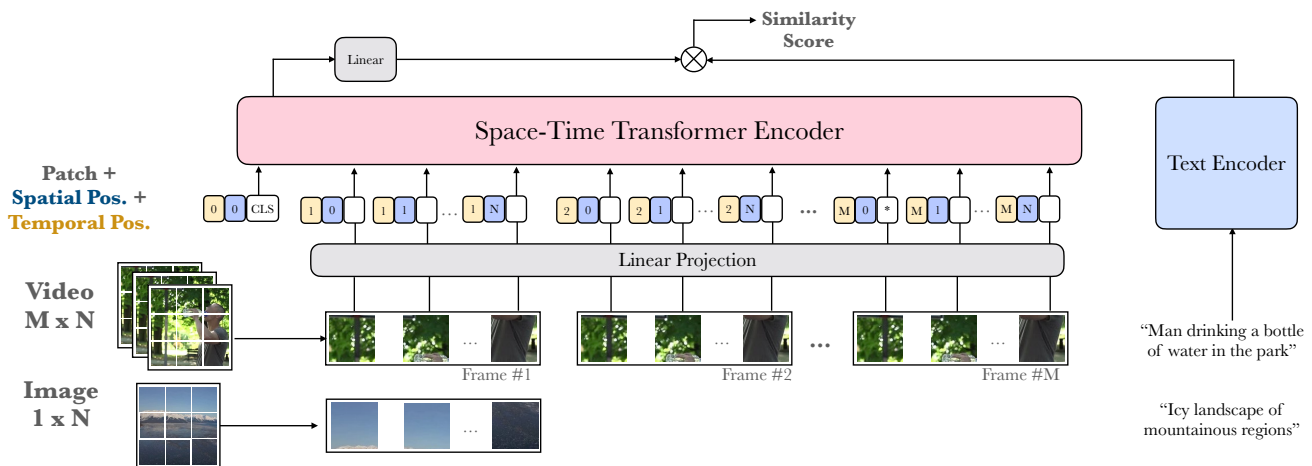 Similarity
Score
Linear
Space-Time Transformer Encoder
Text Encoder
Patch +
Spatial Pos. +
Temporal Pos.
0 0 CLS 1 0 1 1 ... 1 N 2 0 2 1 ... 2 N ... M 0 * M 1 ... M N
Linear Projection
Video
M x N
... ... ... ...
Frame #1 Frame #2 Frame #M
“Man drinking a bottle
of water in the park”
Image
1 x N
...
“Icy landscape of
mountainous regions”